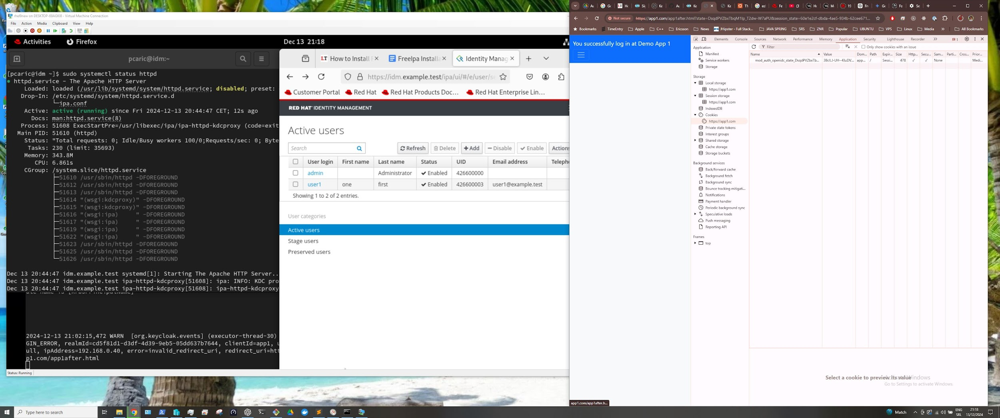 rhel9new on DESKTOP-69AGKI8 - Virtual Machine Connection
File Action Media Clipboard View Help
Activities Firefox Dec 13 21:18
pcaric@idm:~
[pcaric@idm ~]$ sudo systemctl status httpd
● httpd.service - The Apache HTTP Server
Loaded: loaded (/usr/lib/systemd/system/httpd.service; disabled; preset:
Drop-In: /etc/systemd/system/httpd.service.d
└─ipa.conf
Active: active (running) since Fri 2024-12-13 20:44:47 CET; 12s ago
Docs: man:httpd.service(8)
Process: 51608 ExecStartPre=/usr/libexec/ipa/ipa-httpd-kdcproxy (code=exit
Main PID: 51610 (httpd)
Status: "Total requests: 0; Idle/Busy workers 100/0;Requests/sec: 0; Byte
Tasks: 230 (limit: 35693)
Memory: 343.8M
CPU: 6.861s
CGroup: /system.slice/httpd.service
├─51610 /usr/sbin/httpd -DFOREGROUND
├─51612 /usr/sbin/httpd -DFOREGROUND
├─51613 /usr/sbin/httpd -DFOREGROUND
├─51614 "(wsgi:kdcproxy)" -DFOREGROUND
├─51615 "(wsgi:kdcproxy)" -DFOREGROUND
├─51616 "(wsgi:ipa)      " -DFOREGROUND
├─51617 "(wsgi:ipa)      " -DFOREGROUND
├─51619 "(wsgi:ipa)      " -DFOREGROUND
├─51622 "(wsgi:ipa)      " -DFOREGROUND
├─51623 /usr/sbin/httpd -DFOREGROUND
├─51625 /usr/sbin/httpd -DFOREGROUND
└─51626 /usr/sbin/httpd -DFOREGROUND
Dec 13 20:44:47 idm.example.test systemd[1]: Starting The Apache HTTP Server..
Dec 13 20:44:47 idm.example.test ipa-httpd-kdcproxy[51608]: ipa: INFO: KDC pro
Dec 13 20:44:47 idm.example.test ipa-httpd-kdcproxy[51608]: ipa-httpd-kdcproxy
2024-12-13 21:02:15,472 WARN [org.keycloak.events] (executor-thread-30)
GIN_ERROR, realmId=cd5f81d1-d3df-4d39-9eb5-05dd637b7644, clientId=app1, u
ull, ipAddress=192.168.0.40, error=invalid_redirect_uri, redirect_uri=htt
p1.com/app1after.html
Status: Running
LT How to Install F Freelpa Installa Identity Manag
https://idm.example.test/ipa/ui/#/e/user/se
Customer Portal Red Hat Red Hat Products Doc... Red Hat Enterprise Lin...
RED HAT IDENTITY MANAGEMENT
Active users
Search Refresh Delete Add Disable Enable Actions
User login First name Last name Status UID Email address Telepho
admin Administrator Enabled 426600000
user1 one first Enabled 426600003 user1@example.test
Showing 1 to 2 of 2 entries.
User categories
Active users
Stage users
Preserved users
Not secure https://app1.com/app1after.html?state=DsqdPVZbxTbqM1Ip_T2dw-W7aPU&session_state=60e1e2cf-dbda-4ae5-934b-62cee671...
Bookmarks TimeEntry Apple C++ Ericsson News JHipster - Full Stack... JAVA SPRING SRS ZNR Popular UBUNTU VPS Linux Media » All Bookmarks
You successfully log in at Demo App 1
Elements Console Sources Network Performance Memory Application Security Lighthouse Recorder » 1
Application
Manifest
Service workers
Storage
Storage
Local storage
https://app1.com
Session storage
https://app1.com
IndexedDB
Cookies
https://app1.com
Private state tokens
Interest groups
Shared storage
Cache storage
Storage buckets
Background services
Back/forward cache
Background fetch
Background sync
Bounce tracking mitigati...
Notifications
Payment handler
Periodic background sync
Speculative loads
Push messaging
Reporting API
Frames
top
Filter Only show cookies with an issue
Name Value Dom... Path Expir... Size Http... Secu... Sam... Parti... Cros... Prior...
mod_auth_openidc_state_DsqdPVZbxTb... 3BclLJ-UH--KluDV... app... / Sessi... 478 ✓ ✓ None Medi...
Select a cookie to preview its value
Activate Windows
Go to Settings to activate Windows.
app1.com/app1after.h...
Type here to search
Match ENG 21:18
SRL 13/12/2024